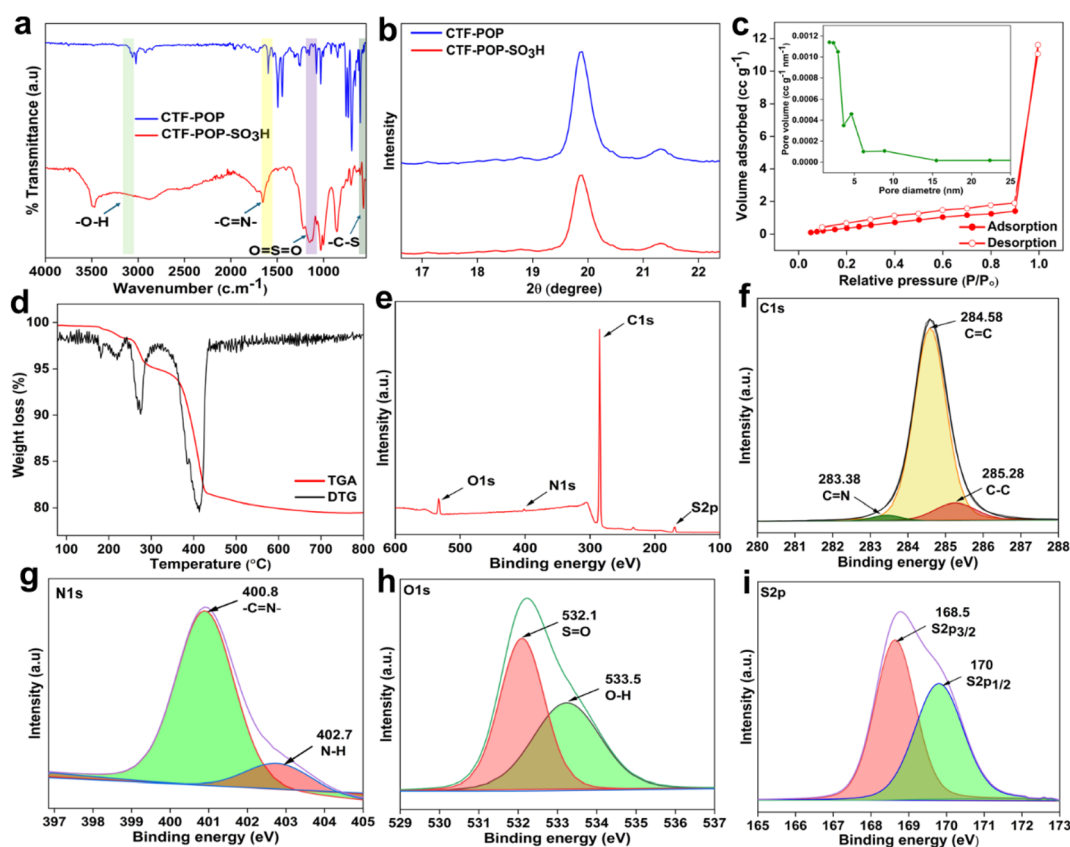 a
% Transmittance (a.u)
CTF-POP
CTF-POP-SO3H
-O-H
-C=N-
O=S=O
-C-S
4000 3500 3000 2500 2000 1500 1000
Wavenumber (c.m-1)
b
Intensity
CTF-POP
CTF-POP-SO3H
17 18 19 20 21 22
2θ (degree)
c
Volume adsorbed (cc g-1)
12
10
8
6
4
2
0
Pore volume (cc g-1 nm-1)
0.0012
0.0010
0.0008
0.0006
0.0004
0.0002
0.0000
5 10 15 20 25
Pore diametre (nm)
Adsorption
Desorption
0.0 0.2 0.4 0.6 0.8 1.0
Relative pressure (P/Po)
d
Weight loss (%)
100
95
90
85
80
TGA
DTG
100 200 300 400 500 600 700 800
Temperature (°C)
e
Intensity (a.u.)
C1s
O1s
N1s
S2p
600 500 400 300 200 100
Binding energy (eV)
f
C1s
Intensity (a.u.)
284.58
C=C
283.38
C=N
285.28
C-C
280 281 282 283 284 285 286 287 288
Binding energy (eV)
g
N1s
Intensity (a.u)
400.8
-C=N-
402.7
N-H
397 398 399 400 401 402 403 404 405
Binding energy (eV)
h
O1s
Intensity (a.u.)
532.1
S=O
533.5
O-H
529 530 531 532 533 534 535 536 537
Binding energy (eV)
i
S2p
Intensity (a.u.)
168.5
S2p3/2
170
S2p1/2
165 166 167 168 169 170 171 172 173
Binding energy (eV)